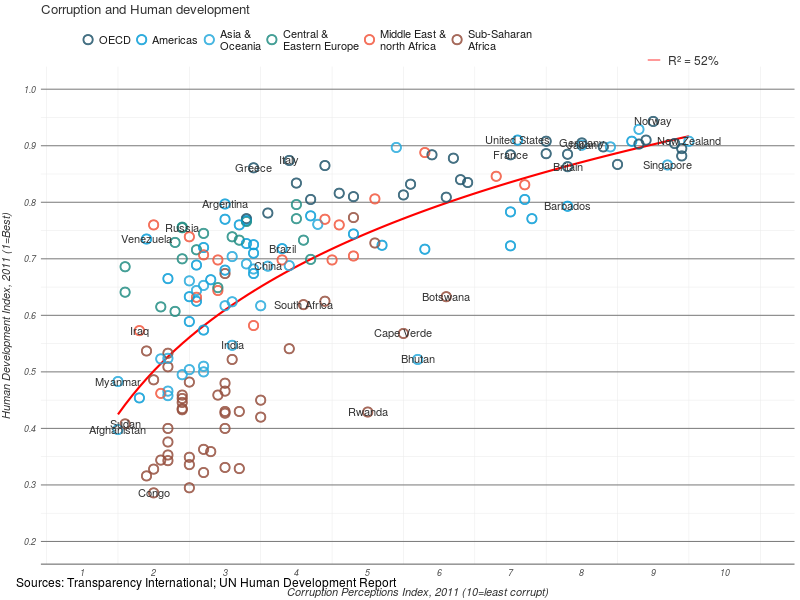 Corruption and Human development
OECD
Americas
Asia &
Oceania
Central &
Eastern Europe
Middle East &
north Africa
Sub-Saharan
Africa
R² = 52%
Human Development Index, 2011 (1=Best)
1.0
0.9
0.8
0.7
0.6
0.5
0.4
0.3
0.2
Norway
United States
Germany
New Zealand
France
Italy
Greece
Britain
Singapore
Argentina
Barbados
Russia
Venezuela
Brazil
China
South Africa
Botswana
Iraq
Cape Verde
India
Bhutan
Myanmar
Rwanda
Sudan
Afghanistan
Congo
1 2 3 4 5 6 7 8 9 10
Sources: Transparency International; UN Human Development Report
Corruption Perceptions Index, 2011 (10=least corrupt)